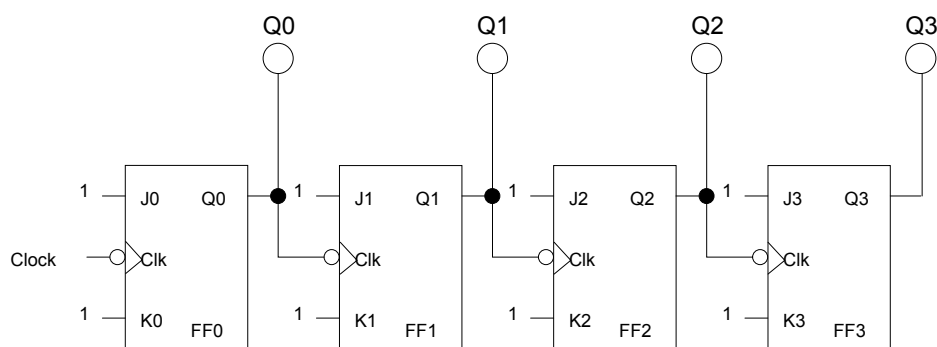 Q0 Q1 Q2 Q3
1 J0 Q0 1 J1 Q1 1 J2 Q2 1 J3 Q3
Clock Clk Clk Clk Clk
1 K0 1 K1 1 K2 1 K3
FF0 FF1 FF2 FF3